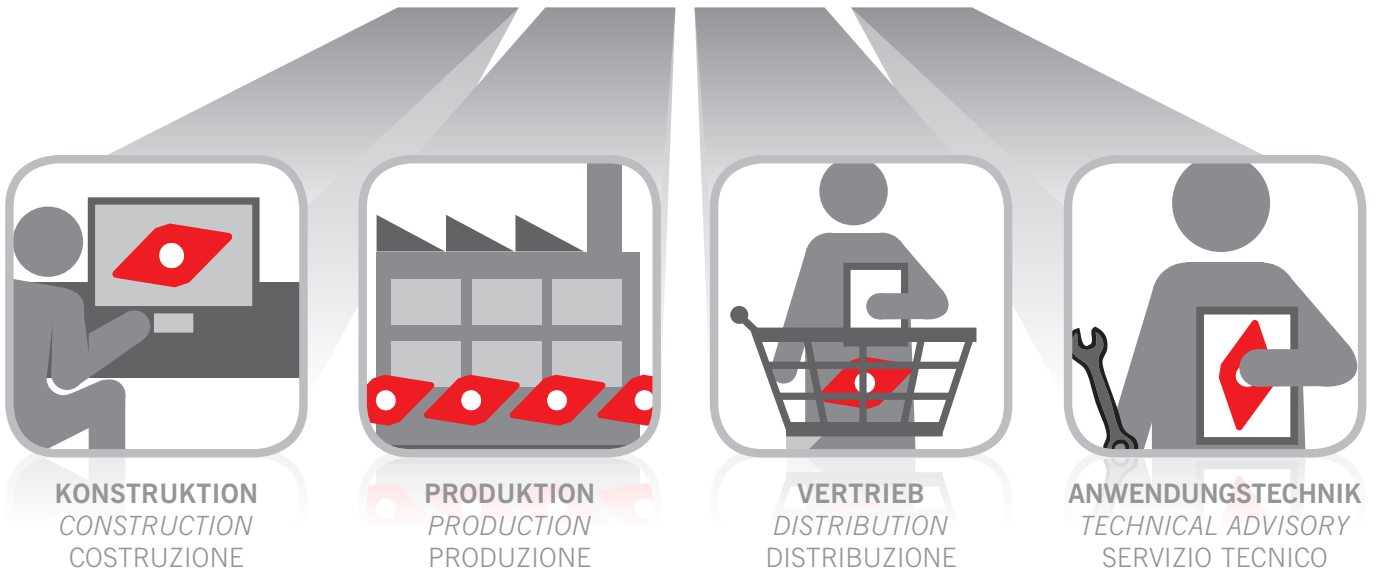 KONSTRUKTION
CONSTRUCTION
COSTRUZIONE
PRODUKTION
PRODUCTION
PRODUZIONE
VERTRIEB
DISTRIBUTION
DISTRIBUZIONE
ANWENDUNGSTECHNIK
TECHNICAL ADVISORY
SERVIZIO TECNICO